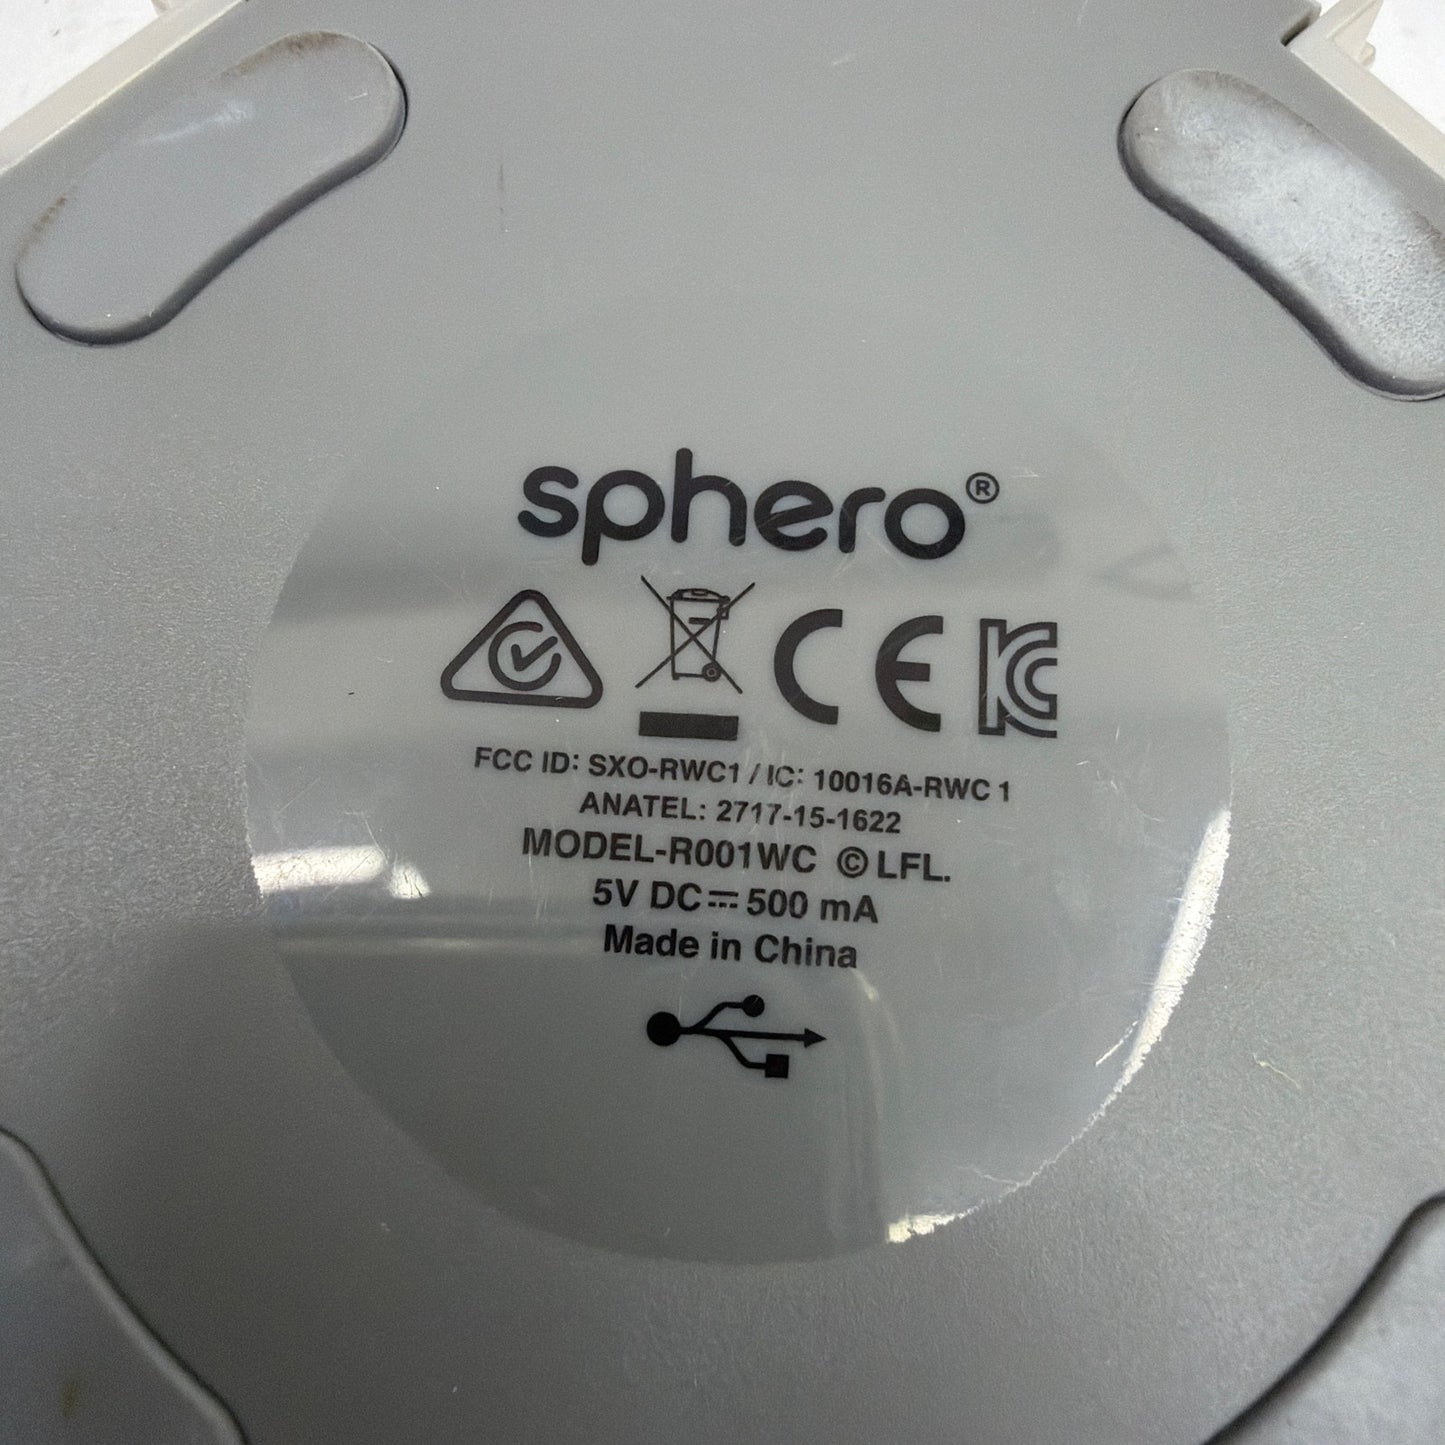 sphero®
CE
FCC ID: SXO-RWC1 / IC: 10016A-RWC 1
ANATEL: 2717-15-1622
MODEL-R001WC © LFL.
5V DC⎓500 mA
Made in China